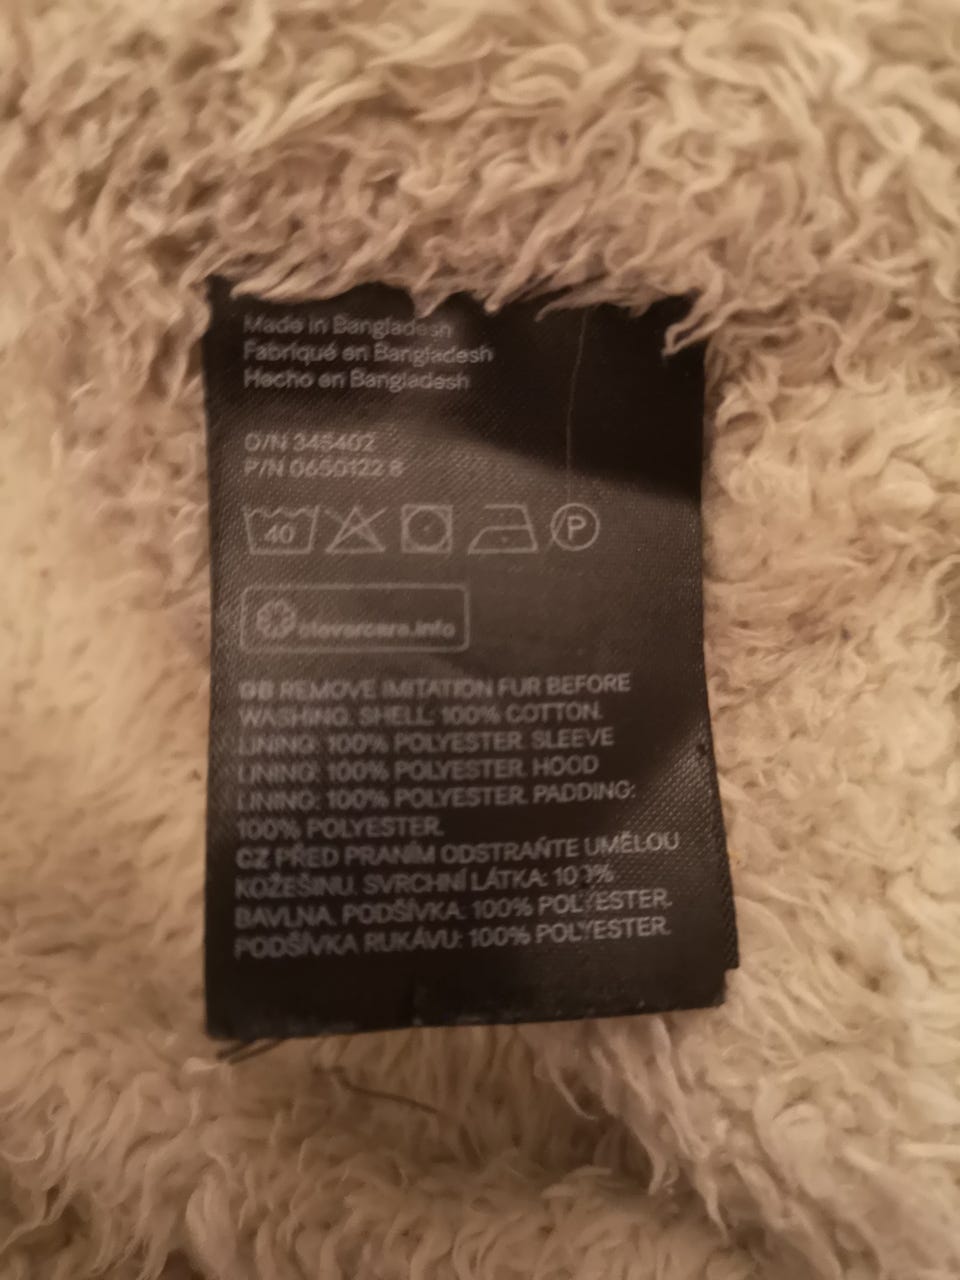 Made in Bangladesh
Fabriqué en Bangladesh
Hecho en Bangladesh
O/N 345402
P/N 0650122 8
40
P
clevercare.info
GB REMOVE IMITATION FUR BEFORE
WASHING. SHELL: 100% COTTON.
LINING: 100% POLYESTER. SLEEVE
LINING: 100% POLYESTER. HOOD
LINING: 100% POLYESTER. PADDING:
100% POLYESTER.
CZ PŘED PRANÍM ODSTRAŇTE UMĚLOU
KOŽEŠINU. SVRCHNÍ LÁTKA: 100%
BAVLNA. PODŠÍVKA: 100% POLYESTER.
PODŠÍVKA RUKÁVU: 100% POLYESTER.